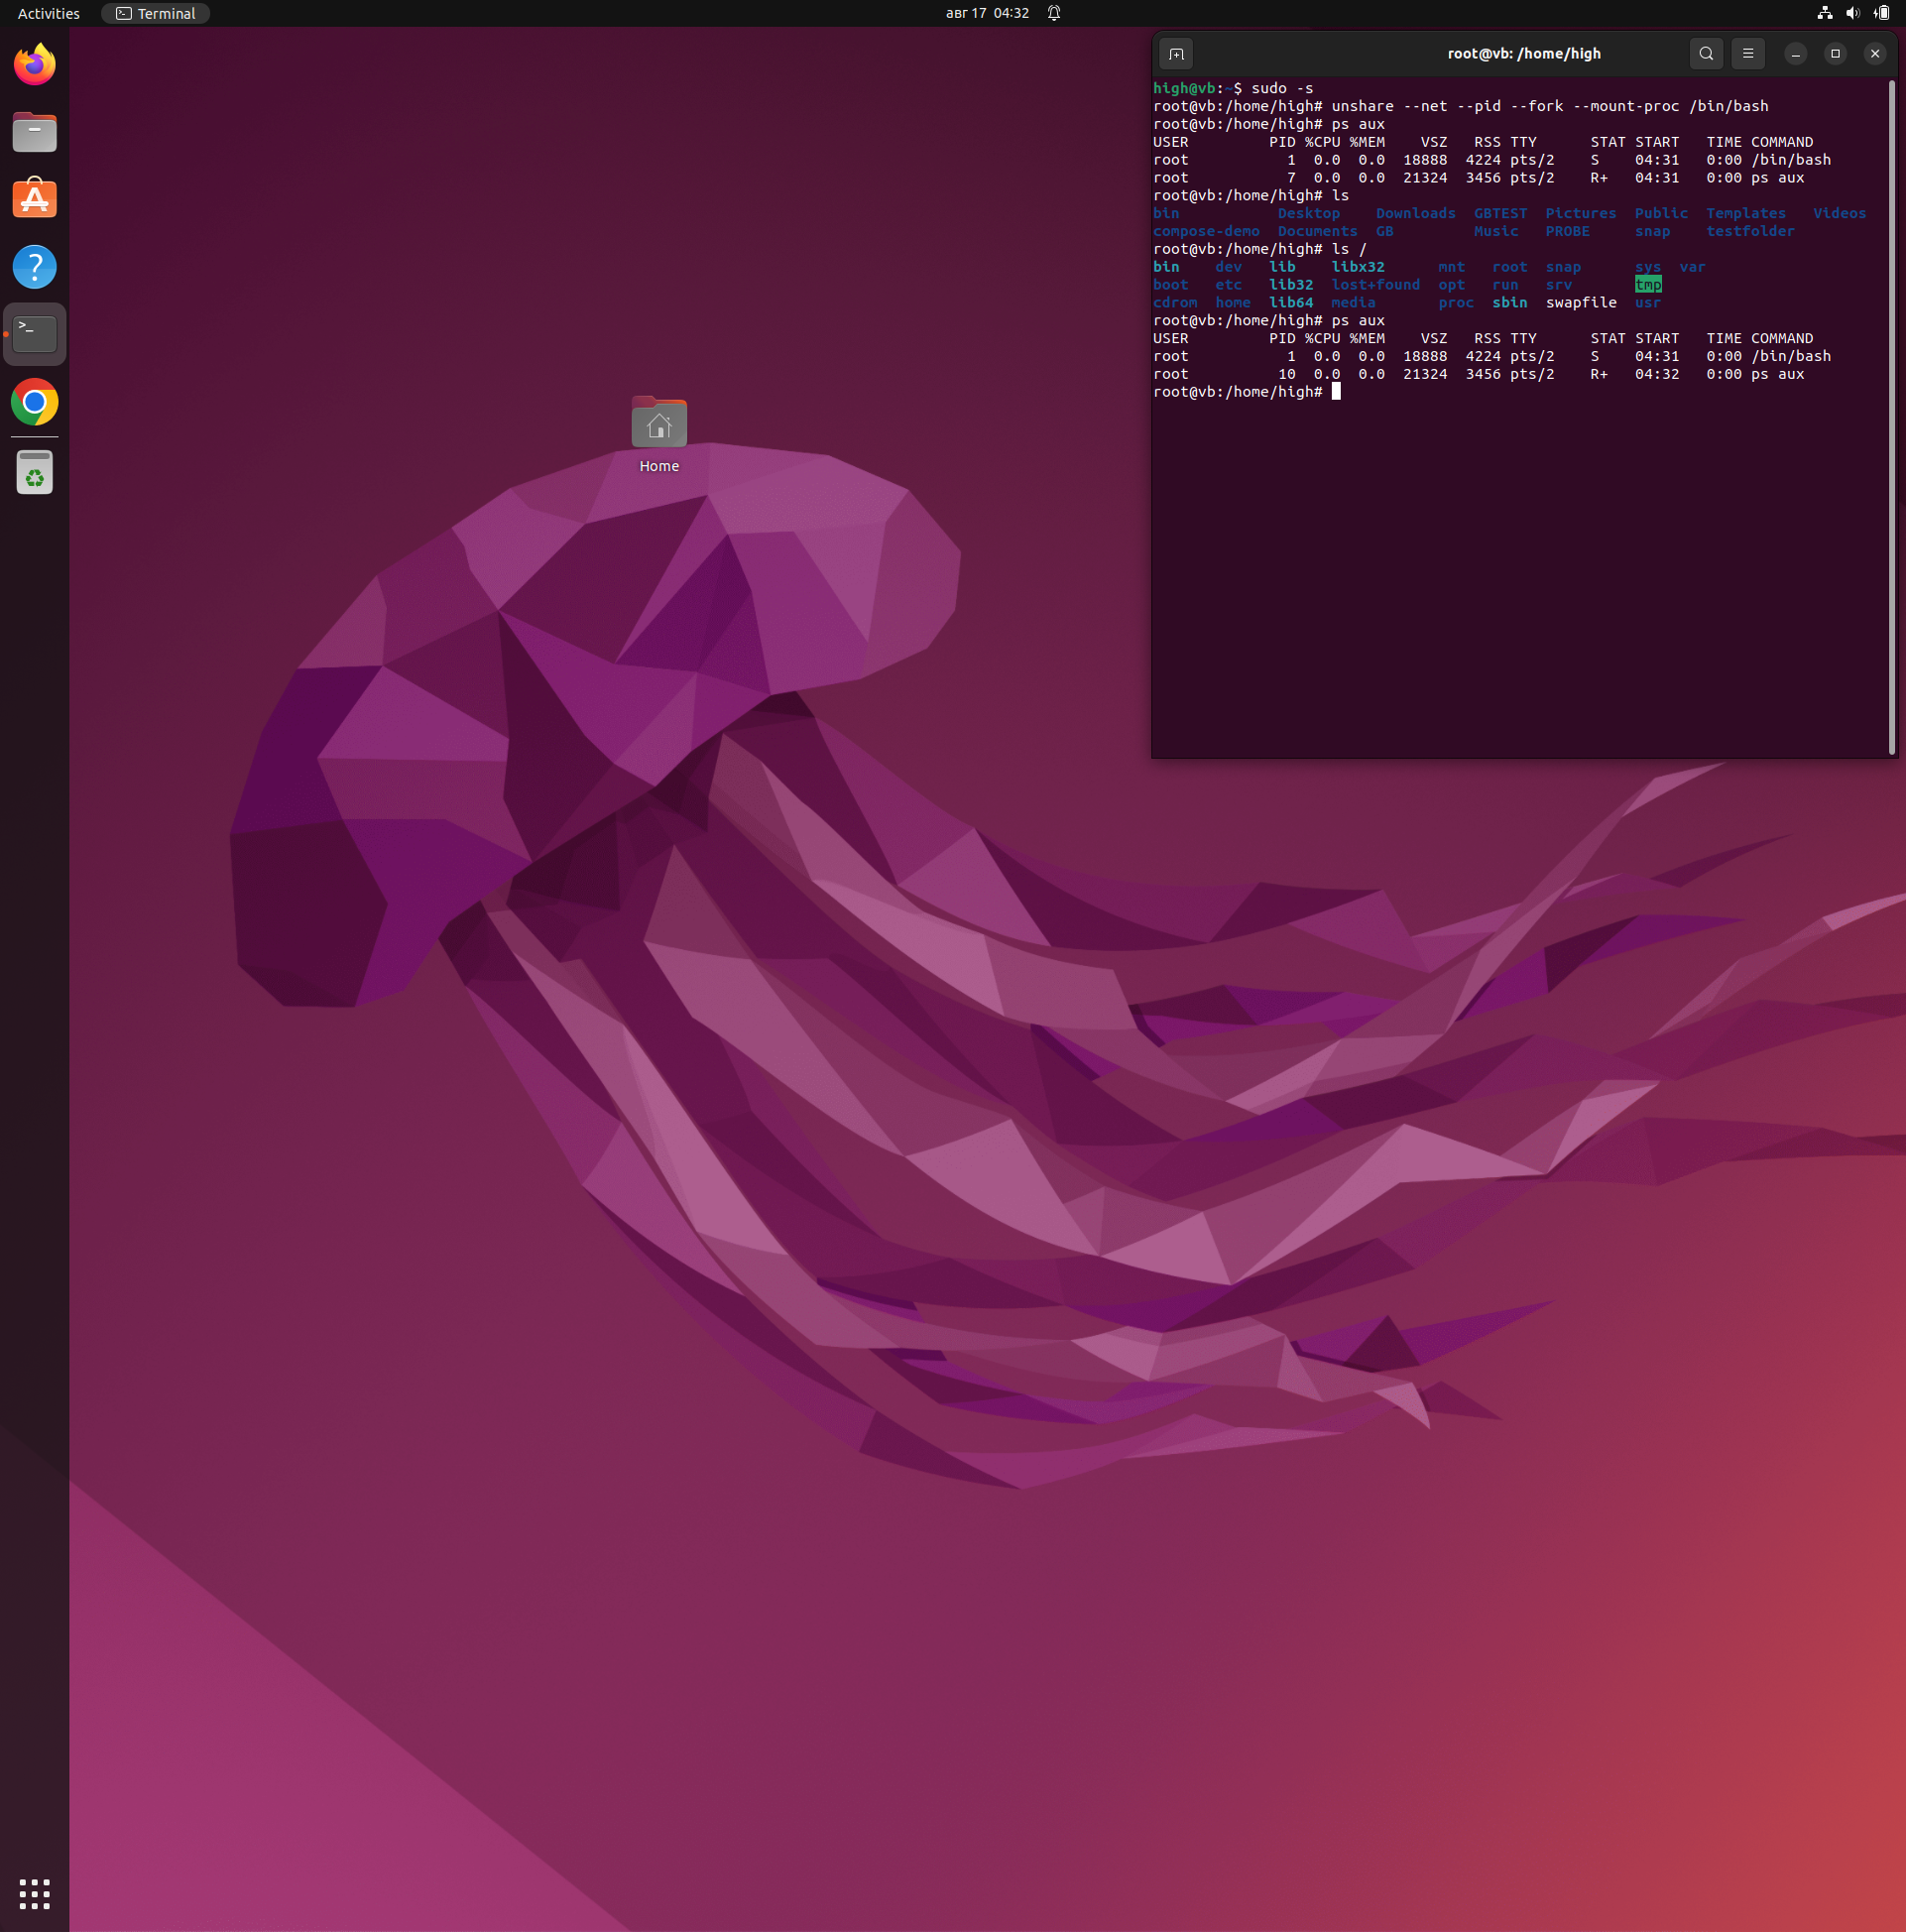 Activities Terminal авг 17 04:32
root@vb: /home/high
high@vb:~$ sudo -s
root@vb:/home/high# unshare --net --pid --fork --mount-proc /bin/bash
root@vb:/home/high# ps aux
USER         PID %CPU %MEM    VSZ   RSS TTY      STAT START   TIME COMMAND
root           1  0.0  0.0  18888  4224 pts/2    S    04:31   0:00 /bin/bash
root           7  0.0  0.0  21324  3456 pts/2    R+   04:31   0:00 ps aux
root@vb:/home/high# ls
bin           Desktop    Downloads  GBTEST  Pictures  Public  Templates   Videos
compose-demo  Documents  GB         Music   PROBE     snap    testfolder
root@vb:/home/high# ls /
bin    dev   lib    libx32      mnt   root  snap      sys  var
boot   etc   lib32  lost+found  opt   run   srv       tmp
cdrom  home  lib64  media       proc  sbin  swapfile  usr
root@vb:/home/high# ps aux
USER         PID %CPU %MEM    VSZ   RSS TTY      STAT START   TIME COMMAND
root           1  0.0  0.0  18888  4224 pts/2    S    04:31   0:00 /bin/bash
root          10  0.0  0.0  21324  3456 pts/2    R+   04:32   0:00 ps aux
root@vb:/home/high#
Home